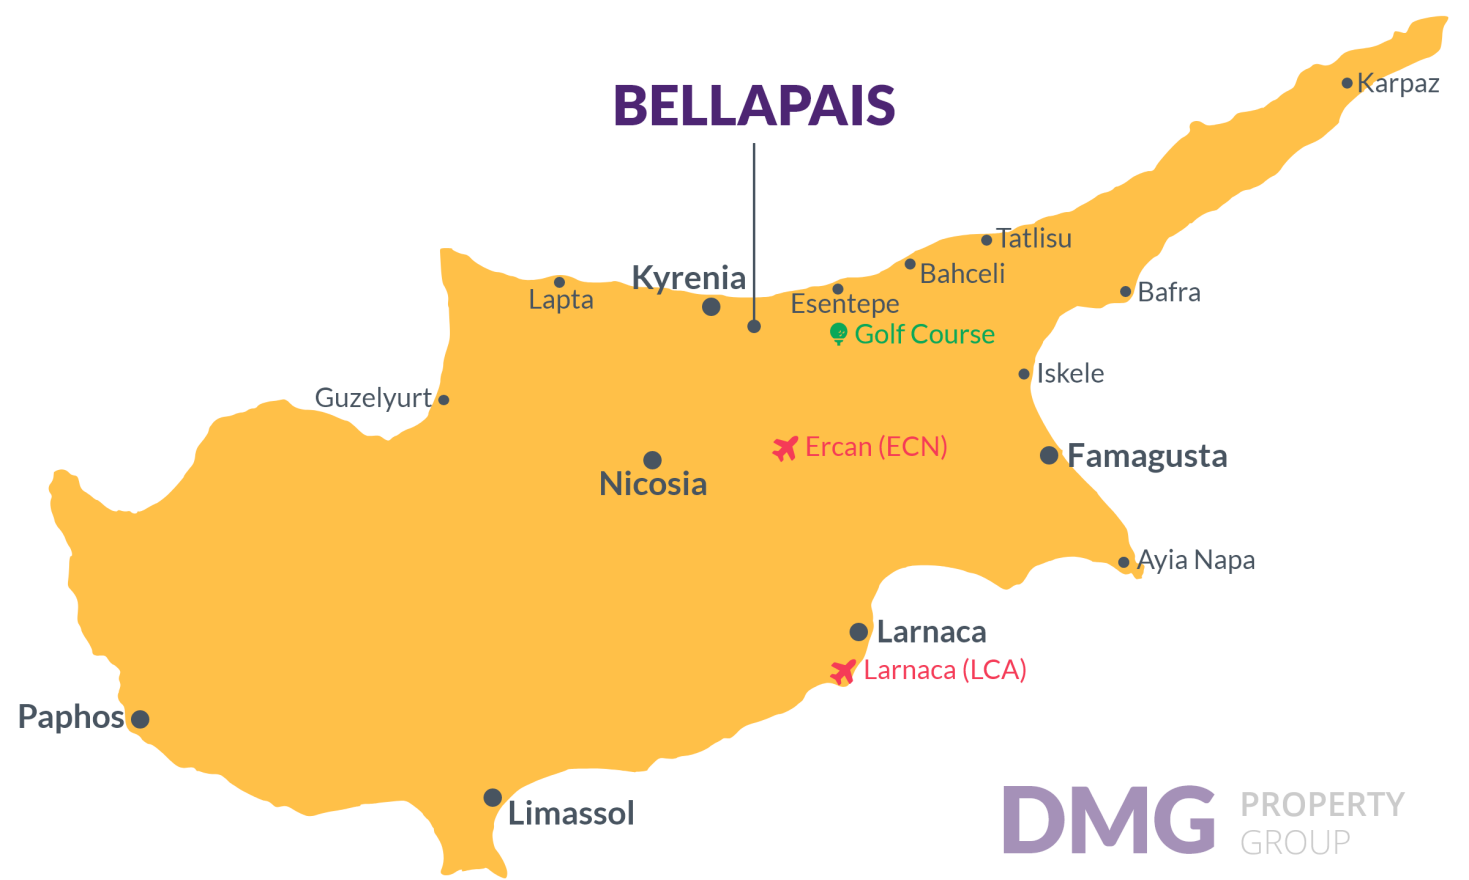 Karpaz
BELLAPAIS
Tatlisu
Bahceli
Kyrenia
Lapta
Esentepe
Bafra
Golf Course
Iskele
Guzelyurt
Ercan (ECN)
Famagusta
Nicosia
Ayia Napa
Larnaca
Larnaca (LCA)
Paphos
Limassol
DMG PROPERTY
GROUP